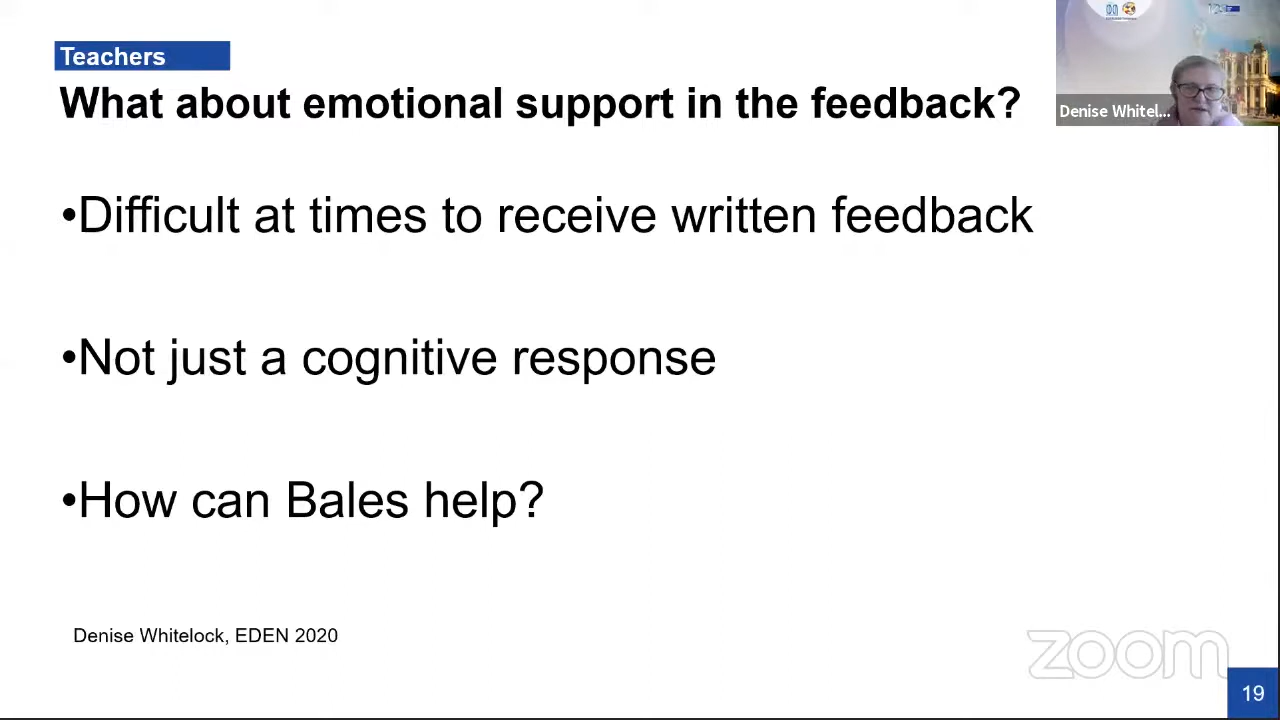 Teachers
What about emotional support in the feedback?
Denise Whitel...
•Difficult at times to receive written feedback
•Not just a cognitive response
•How can Bales help?
Denise Whitelock, EDEN 2020
zoom
19